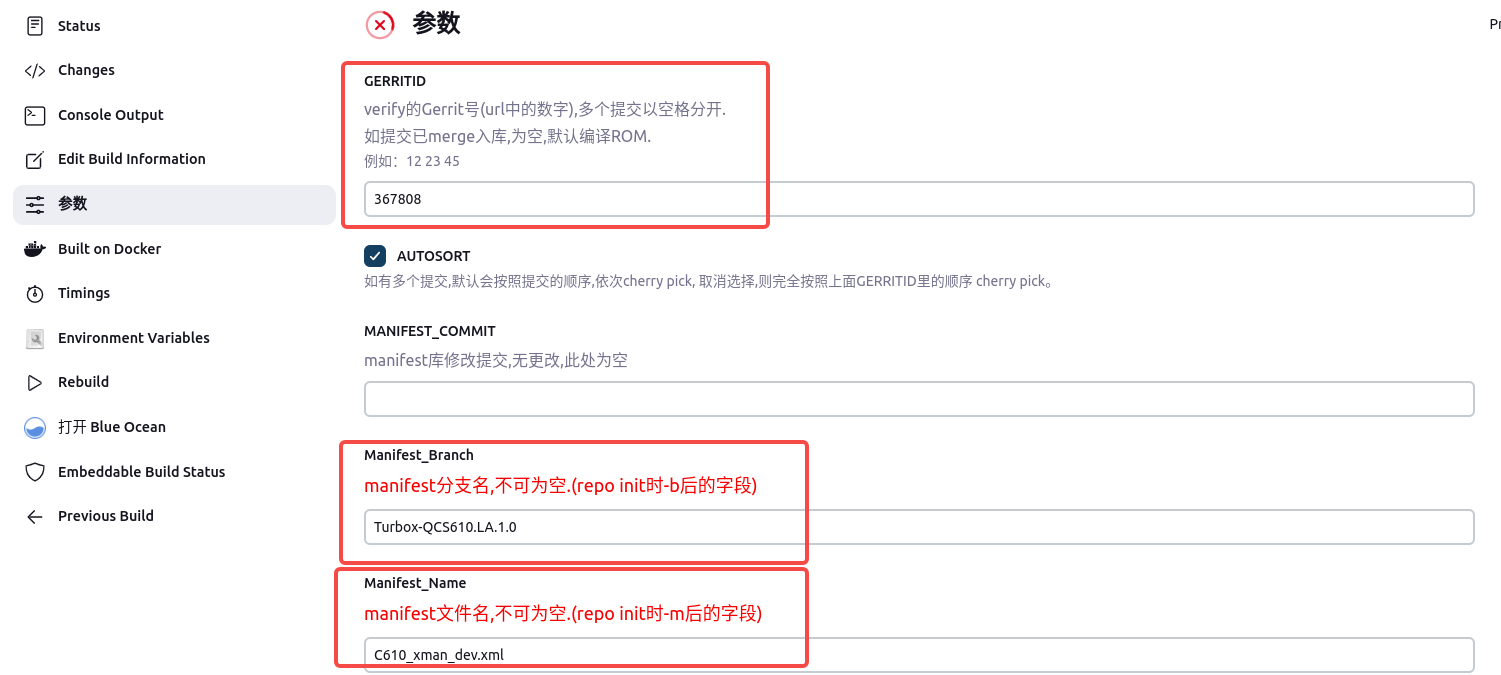 Status
Changes
Console Output
Edit Build Information
参数
Built on Docker
Timings
Environment Variables
Rebuild
打开 Blue Ocean
Embeddable Build Status
Previous Build
参数
GERRITID
verify的Gerrit号(url中的数字),多个提交以空格分开.
如提交已merge入库,为空,默认编译ROM.
例如：12 23 45
367808
AUTOSORT
如有多个提交,默认会按照提交的顺序,依次cherry pick, 取消选择,则完全按照上面GERRITID里的顺序 cherry pick。
MANIFEST_COMMIT
manifest库修改提交,无更改,此处为空
Manifest_Branch
manifest分支名,不可为空.(repo init时-b后的字段)
Turbox-QCS610.LA.1.0
Manifest_Name
manifest文件名,不可为空.(repo init时-m后的字段)
C610_xman_dev.xml